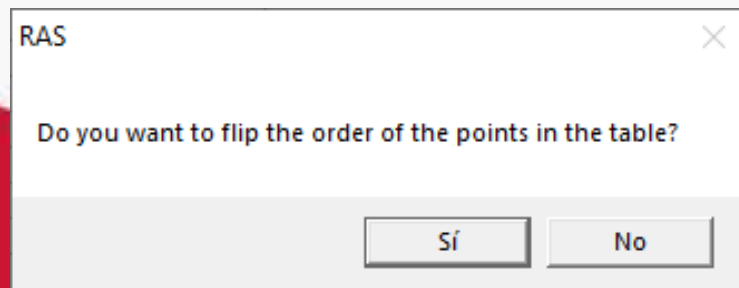 RAS
Do you want to flip the order of the points in the table?
Sí
No